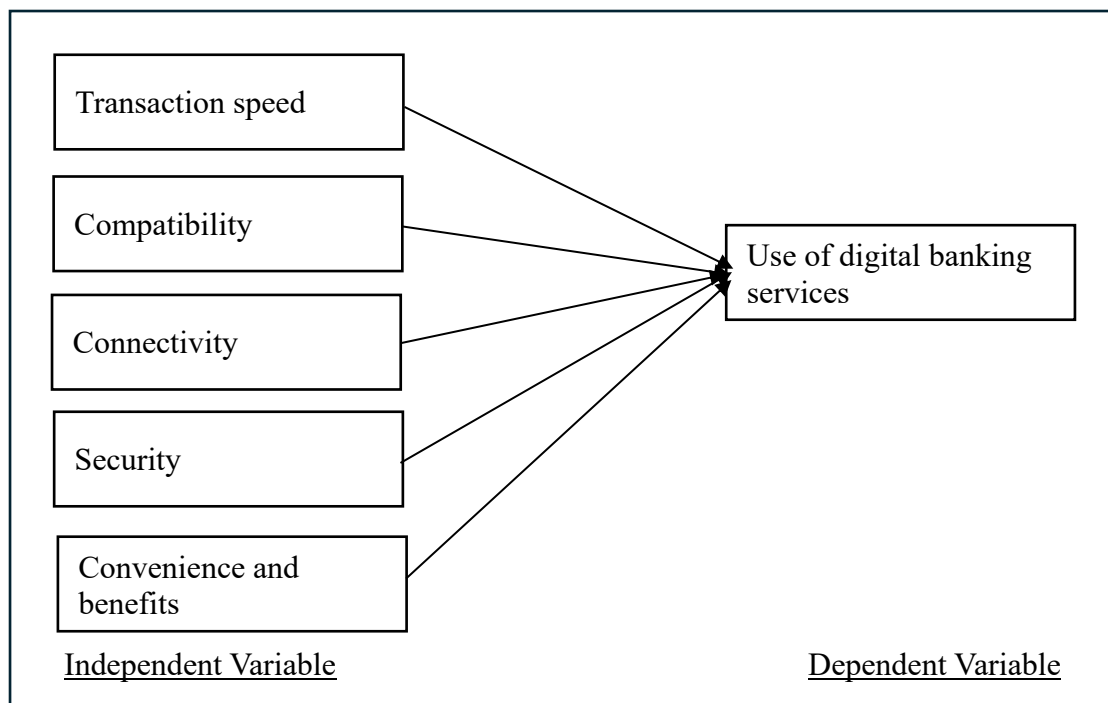 Transaction speed
Compatibility
Connectivity
Security
Convenience and
benefits
Use of digital banking
services
Independent Variable
Dependent Variable